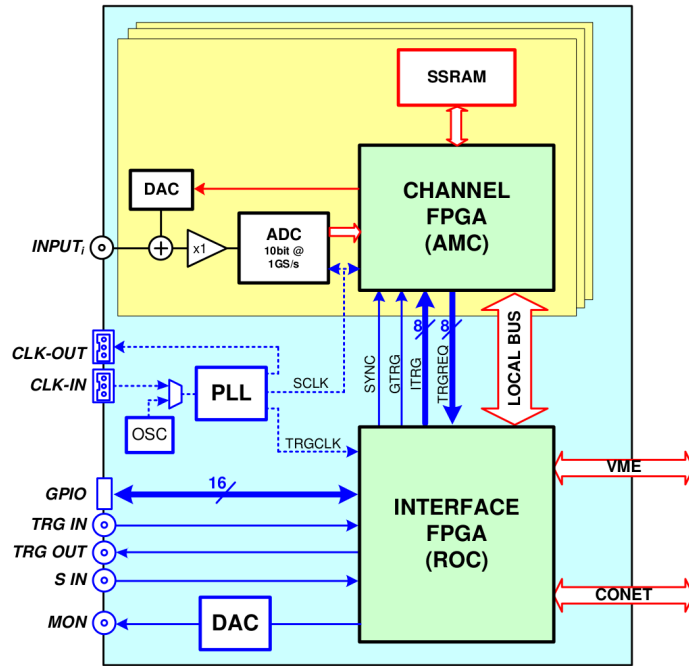 SSRAM
DAC
CHANNEL
FPGA
(AMC)
INPUTi
x1
ADC
10bit @
1GS/s
CLK-OUT
CLK-IN
OSC
PLL
SCLK
TRGCLK
SYNC
GTRG
ITRG
8
TRGREQ
8
LOCAL BUS
GPIO
16
TRG IN
TRG OUT
S IN
MON
DAC
INTERFACE
FPGA
(ROC)
VME
CONET